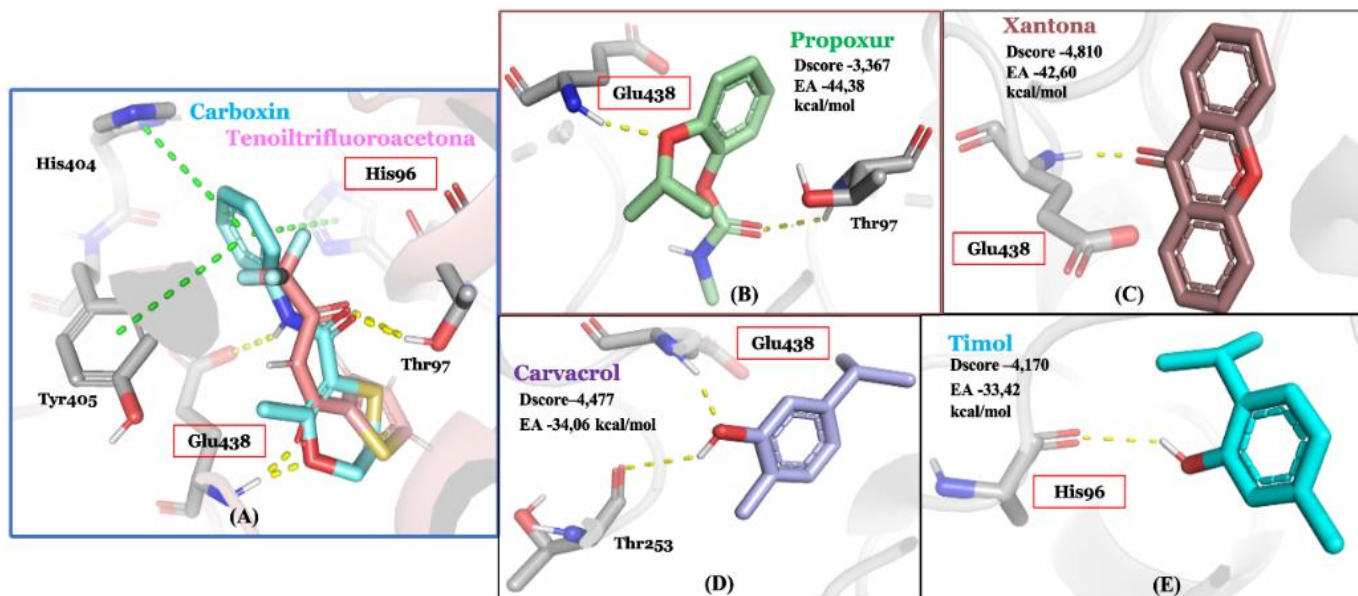 Carboxin
Tenoiltrifluoroacetona
His404
His96
Tyr405
Thr97
Glu438
(A)
Propoxur
Dscore -3,367
EA -44,38
kcal/mol
Glu438
Thr97
(B)
Xantona
Dscore -4,810
EA -42,60
kcal/mol
Glu438
(C)
Glu438
Carvacrol
Dscore–4,477
EA -34,06 kcal/mol
Thr253
(D)
Timol
Dscore –4,170
EA -33,42
kcal/mol
His96
(E)